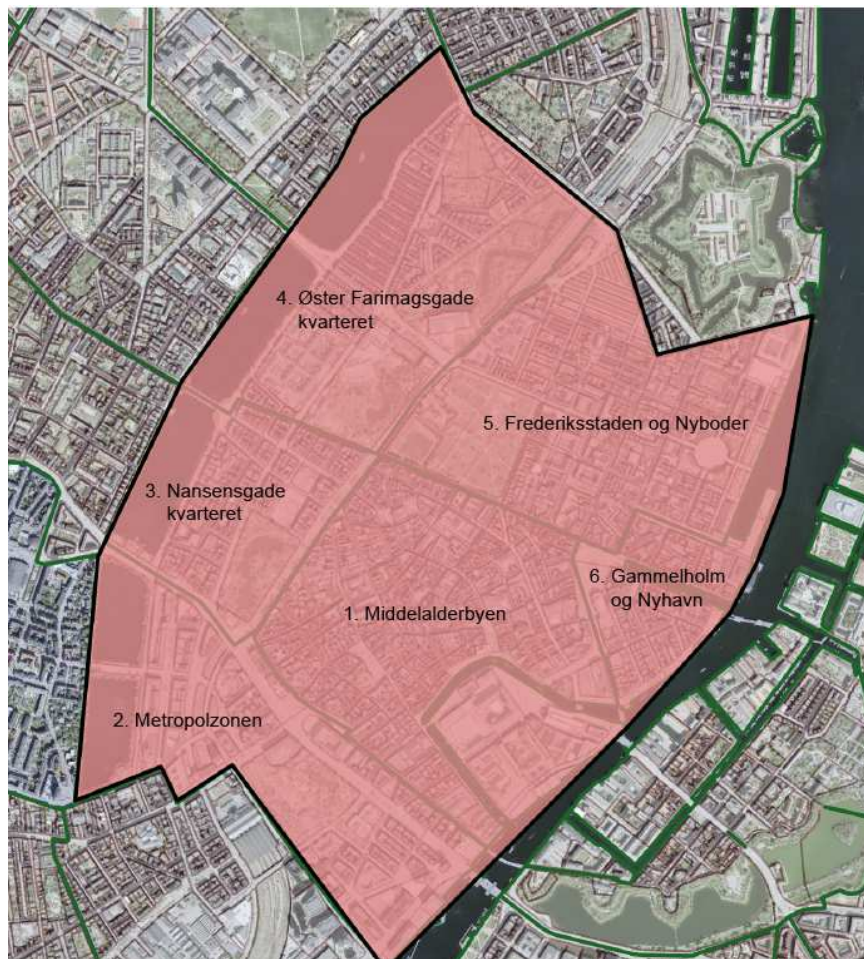 4. Øster Farimagsgade
kvarteret
5. Frederiksstaden og Nyboder
3. Nansensgade
kvarteret
6. Gammelholm
og Nyhavn
1. Middelalderbyen
2. Metropolzonen